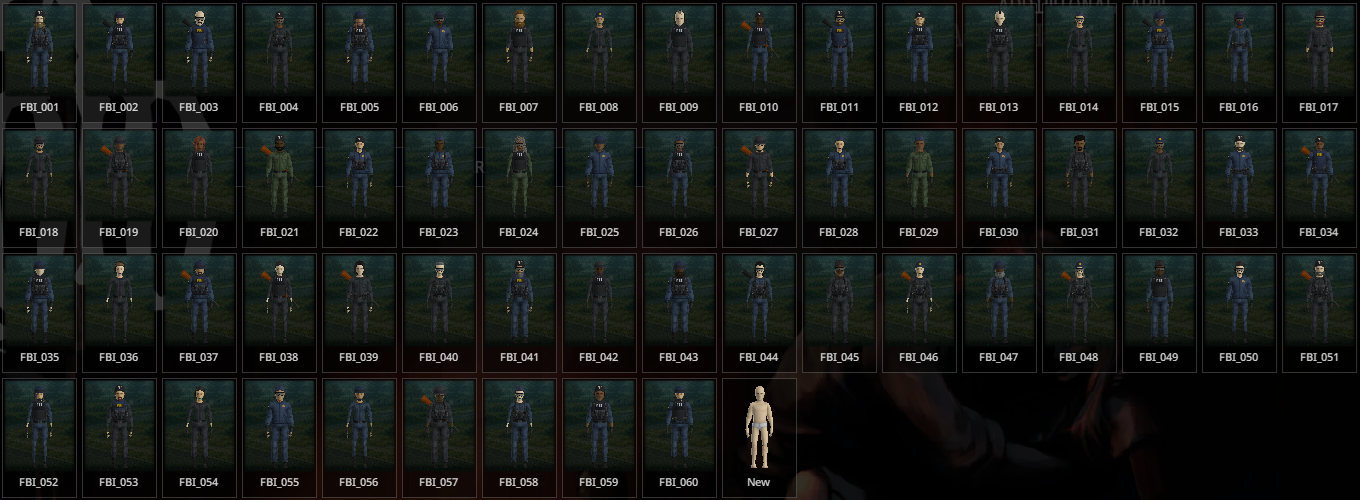 FBI_001 FBI_002 FBI_003 FBI_004 FBI_005 FBI_006 FBI_007 FBI_008 FBI_009 FBI_010 FBI_011 FBI_012 FBI_013 FBI_014 FBI_015 FBI_016 FBI_017
FBI_018 FBI_019 FBI_020 FBI_021 FBI_022 FBI_023 FBI_024 FBI_025 FBI_026 FBI_027 FBI_028 FBI_029 FBI_030 FBI_031 FBI_032 FBI_033 FBI_034
FBI_035 FBI_036 FBI_037 FBI_038 FBI_039 FBI_040 FBI_041 FBI_042 FBI_043 FBI_044 FBI_045 FBI_046 FBI_047 FBI_048 FBI_049 FBI_050 FBI_051
FBI_052 FBI_053 FBI_054 FBI_055 FBI_056 FBI_057 FBI_058 FBI_059 FBI_060 New